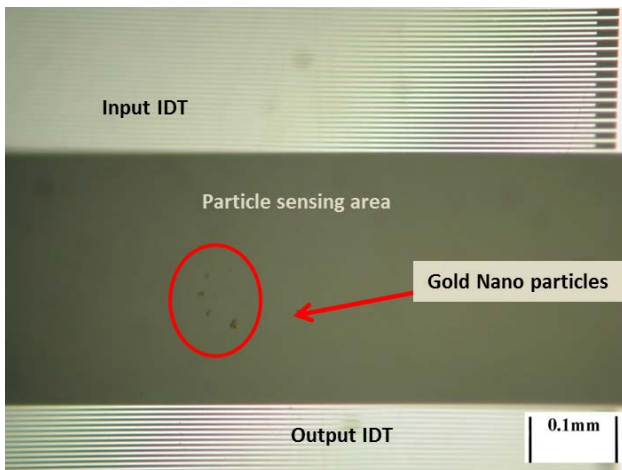 Input IDT
Particle sensing area
Gold Nano particles
Output IDT
0.1mm